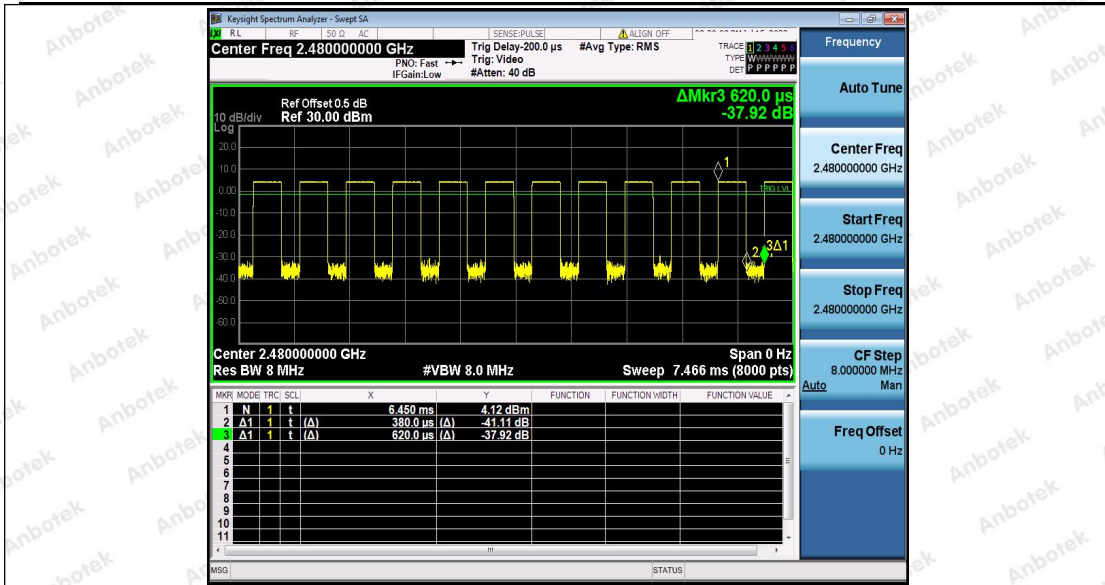 Keysight Spectrum Analyzer - Swept SA
LXI RL RF 50 Ω AC SENSE:PULSE ALIGN OFF
Center Freq 2.480000000 GHz
PNO: Fast
IFGain:Low
Trig Delay-200.0 µs
Trig: Video
#Atten: 40 dB
#Avg Type: RMS
TRACE 1 2 3 4 5 6
TYPE W
DET P P P P P P
Frequency
Auto Tune
Center Freq
2.480000000 GHz
Start Freq
2.480000000 GHz
Stop Freq
2.480000000 GHz
CF Step
8.000000 MHz
Auto Man
Freq Offset
0 Hz
ΔMkr3 620.0 µs
-37.92 dB
Ref Offset 0.5 dB
10 dB/div Ref 30.00 dBm
Log
20.0
10.0
0.00
-10.0
-20.0
-30.0
-40.0
-50.0
-60.0
1
TRIG LVL
2 3Δ1
Center 2.480000000 GHz Span 0 Hz
Res BW 8 MHz #VBW 8.0 MHz Sweep 7.466 ms (8000 pts)
MKR MODE TRC SCL X Y FUNCTION FUNCTION WIDTH FUNCTION VALUE
1 N 1 t 6.450 ms 4.12 dBm
2 Δ1 1 t (Δ) 380.0 µs (Δ) -41.11 dB
3 Δ1 1 t (Δ) 620.0 µs (Δ) -37.92 dB
4
5
6
7
8
9
10
11
MSG STATUS
Anbotek